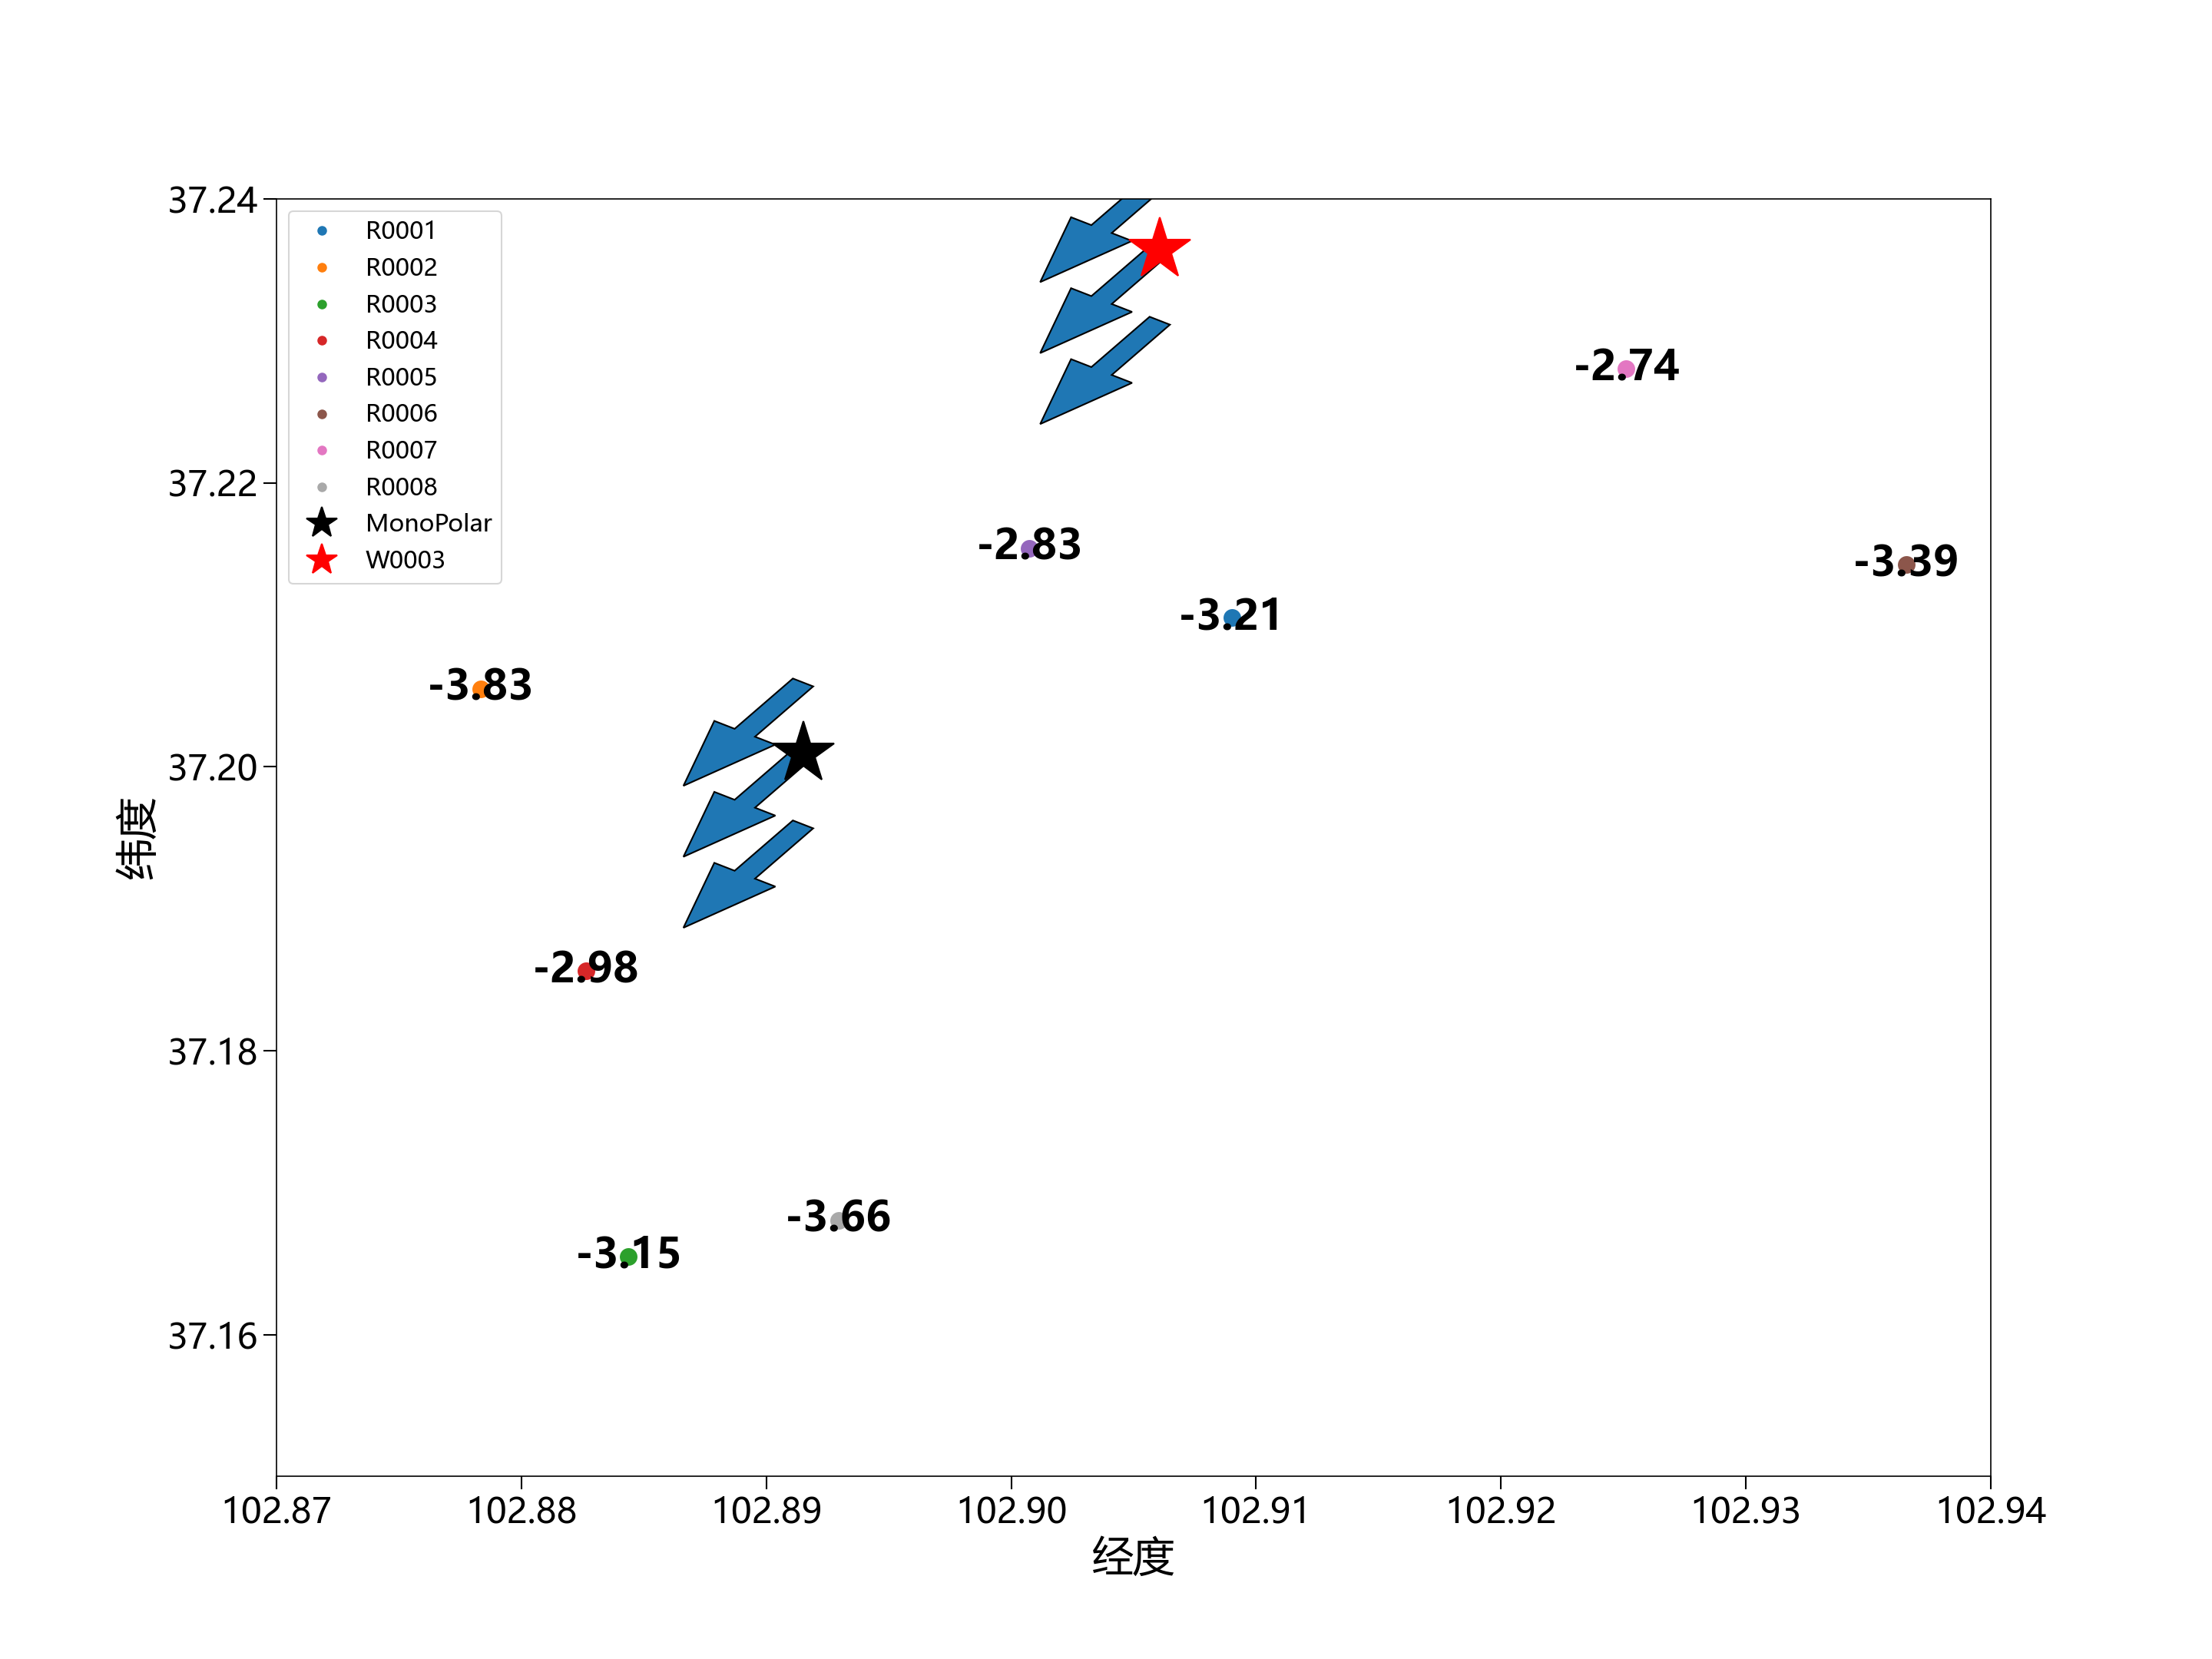 37.24
37.22
37.20
37.18
37.16
纬度
R0001
R0002
R0003
R0004
R0005
R0006
R0007
R0008
MonoPolar
W0003
-2.74
-2.83
-3.39
-3.21
-3.83
-2.98
-3.66
-3.15
102.87 102.88 102.89 102.90 102.91 102.92 102.93 102.94
经度